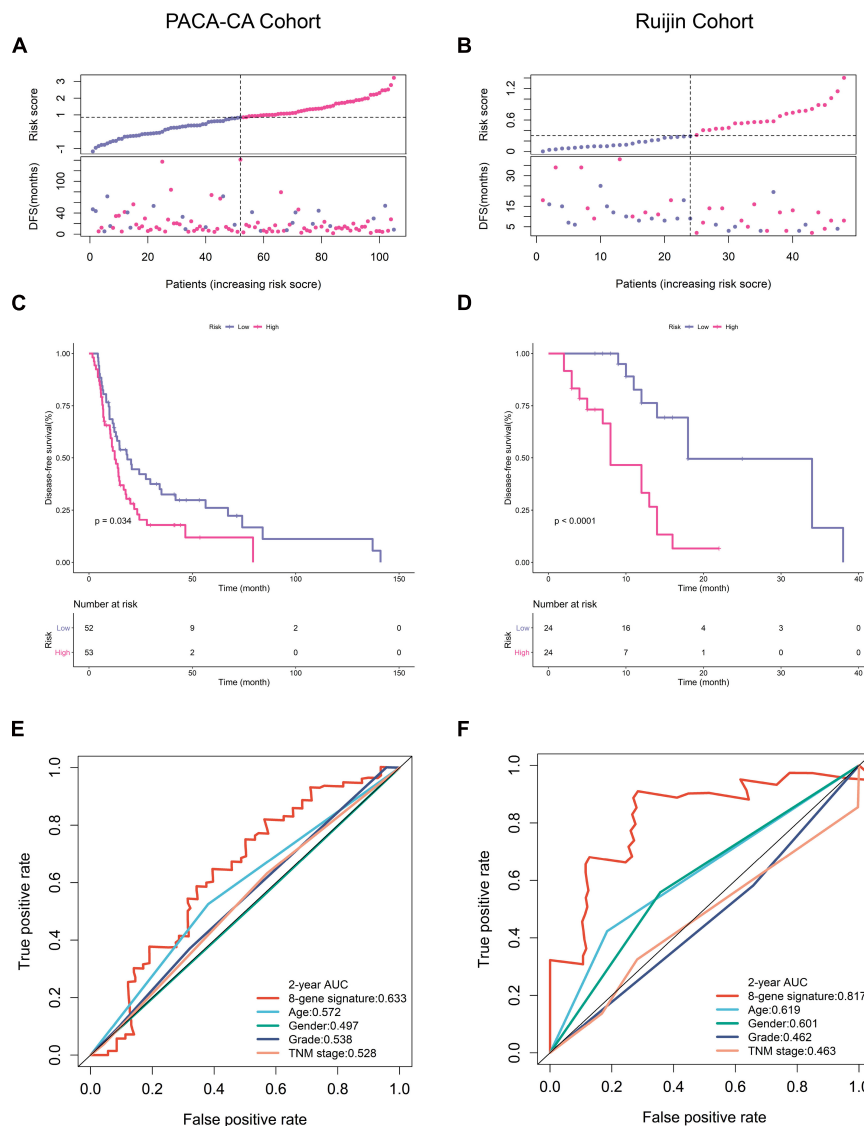 PACA-CA Cohort
Ruijin Cohort
A
Risk score
3
1
-1
DFS(months)
100
40
0
0 20 40 60 80 100
Patients (increasing risk socre)
B
Risk score
1.2
0.6
0
DFS(months)
30
15
5
0 10 20 30 40
Patients (increasing risk socre)
C
Risk Low High
Disease-free survival(%)
1.00
0.75
0.50
0.25
0.00
p = 0.034
0 50 100 150
Time (month)
Number at risk
Risk
Low 52 9 2 0
High 53 2 0 0
0 50 100 150
Time (month)
D
Risk Low High
Disease-free survival(%)
1.00
0.75
0.50
0.25
0.00
p < 0.0001
0 10 20 30 40
Time (month)
Number at risk
Risk
Low 24 16 4 3 0
High 24 7 1 0 0
0 10 20 30 40
Time (month)
E
True positive rate
1.0
0.8
0.6
0.4
0.2
0.0
2-year AUC
8-gene signature:0.633
Age:0.572
Gender:0.497
Grade:0.538
TNM stage:0.528
0.0 0.2 0.4 0.6 0.8 1.0
False positive rate
F
True positive rate
1.0
0.8
0.6
0.4
0.2
0.0
2-year AUC
8-gene signature:0.817
Age:0.619
Gender:0.601
Grade:0.462
TNM stage:0.463
0.0 0.2 0.4 0.6 0.8 1.0
False positive rate